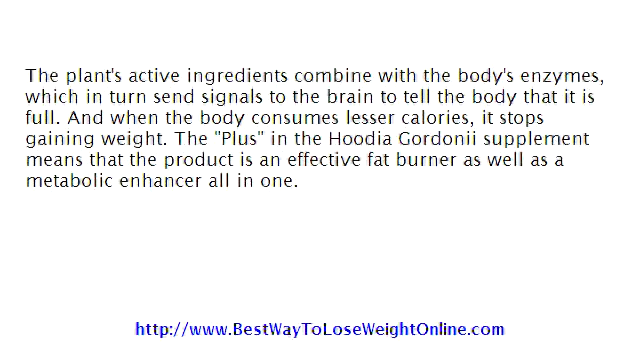 The plant's active ingredients combine with the body's enzymes,
which in turn send signals to the brain to tell the body that it is
full. And when the body consumes lesser calories, it stops
gaining weight. The "Plus" in the Hoodia Gordonii supplement
means that the product is an effective fat burner as well as a
metabolic enhancer all in one.
http://www.BestWayToLoseWeightOnline.com